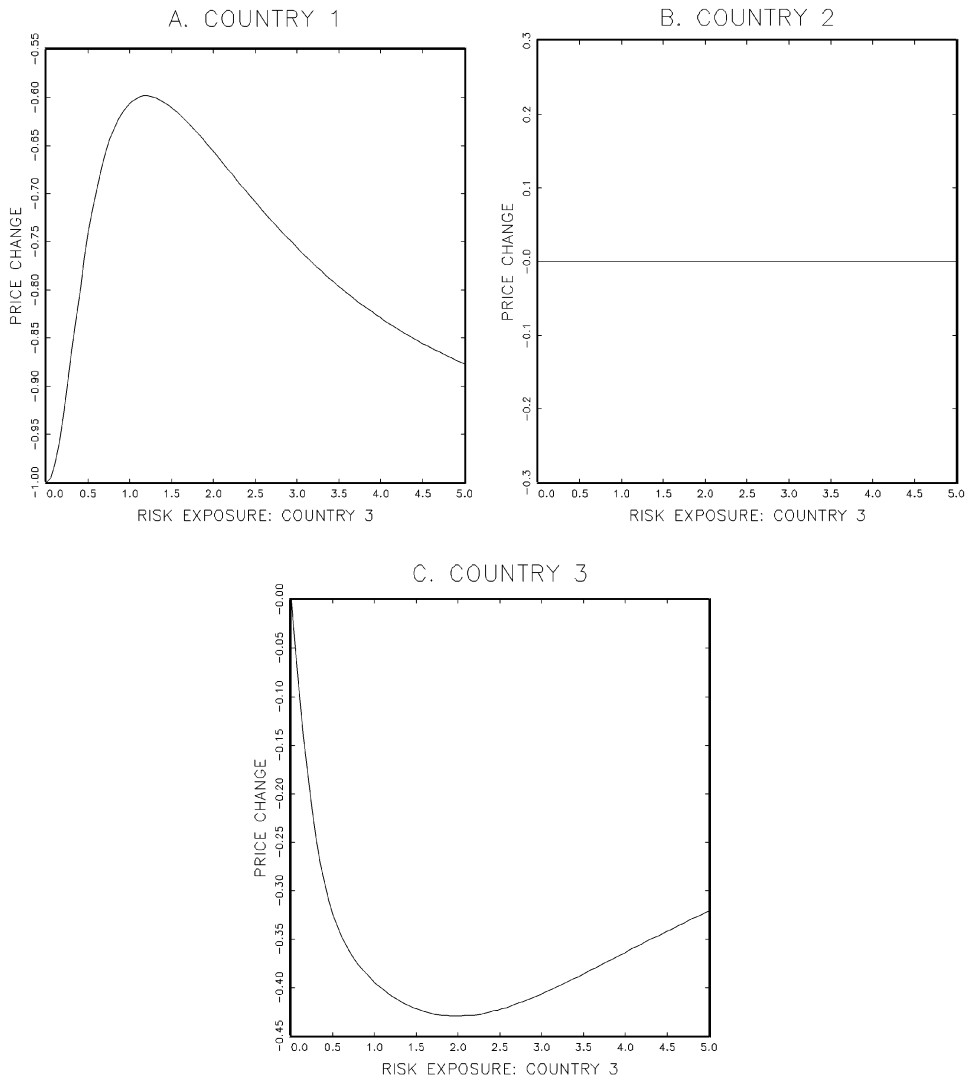 A. COUNTRY 1
PRICE CHANGE
-0.55
-0.60
-0.65
-0.70
-0.75
-0.80
-0.85
-0.90
-0.95
-1.00
0.0 0.5 1.0 1.5 2.0 2.5 3.0 3.5 4.0 4.5 5.0
RISK EXPOSURE: COUNTRY 3
B. COUNTRY 2
PRICE CHANGE
0.3
0.2
0.1
-0.0
-0.1
-0.2
-0.3
0.0 0.5 1.0 1.5 2.0 2.5 3.0 3.5 4.0 4.5 5.0
RISK EXPOSURE: COUNTRY 3
C. COUNTRY 3
PRICE CHANGE
-0.00
-0.05
-0.10
-0.15
-0.20
-0.25
-0.30
-0.35
-0.40
-0.45
0.0 0.5 1.0 1.5 2.0 2.5 3.0 3.5 4.0 4.5 5.0
RISK EXPOSURE: COUNTRY 3